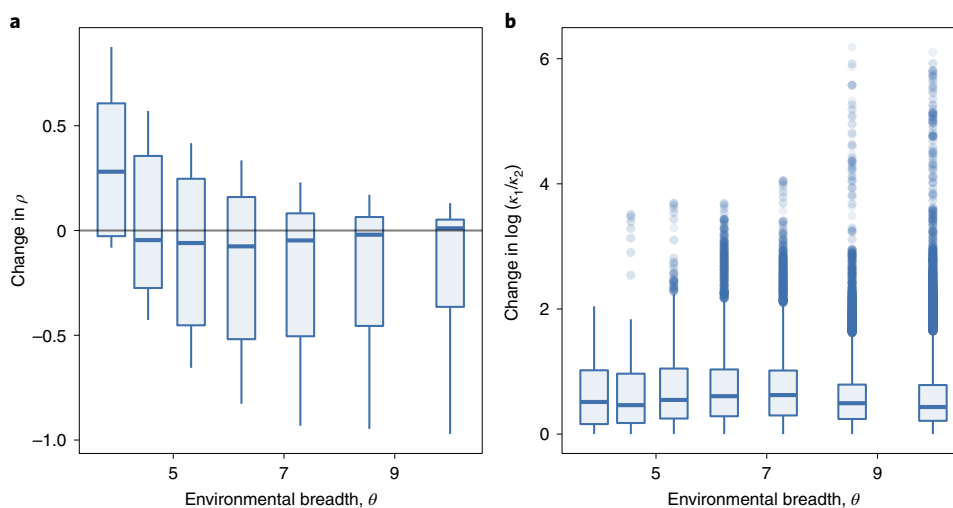 a
0.5
0
–0.5
–1.0
Change in ρ
5
7
9
Environmental breadth, θ
b
6
4
2
0
Change in log (κ₁/κ₂)
5
7
9
Environmental breadth, θ